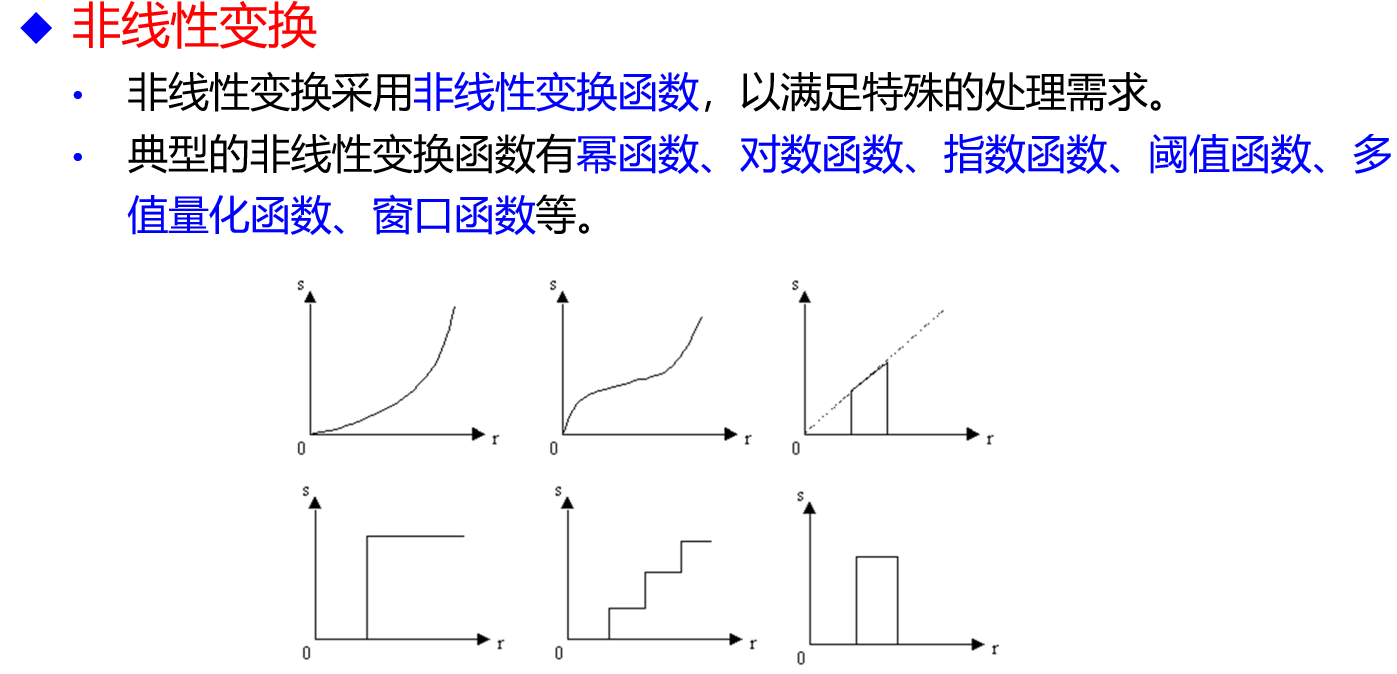 ◆ 非线性变换
• 非线性变换采用非线性变换函数，以满足特殊的处理需求。
• 典型的非线性变换函数有幂函数、对数函数、指数函数、阈值函数、多
值量化函数、窗口函数等。
s s s
0 r 0 r 0 r
s s s
0 r 0 r 0 r